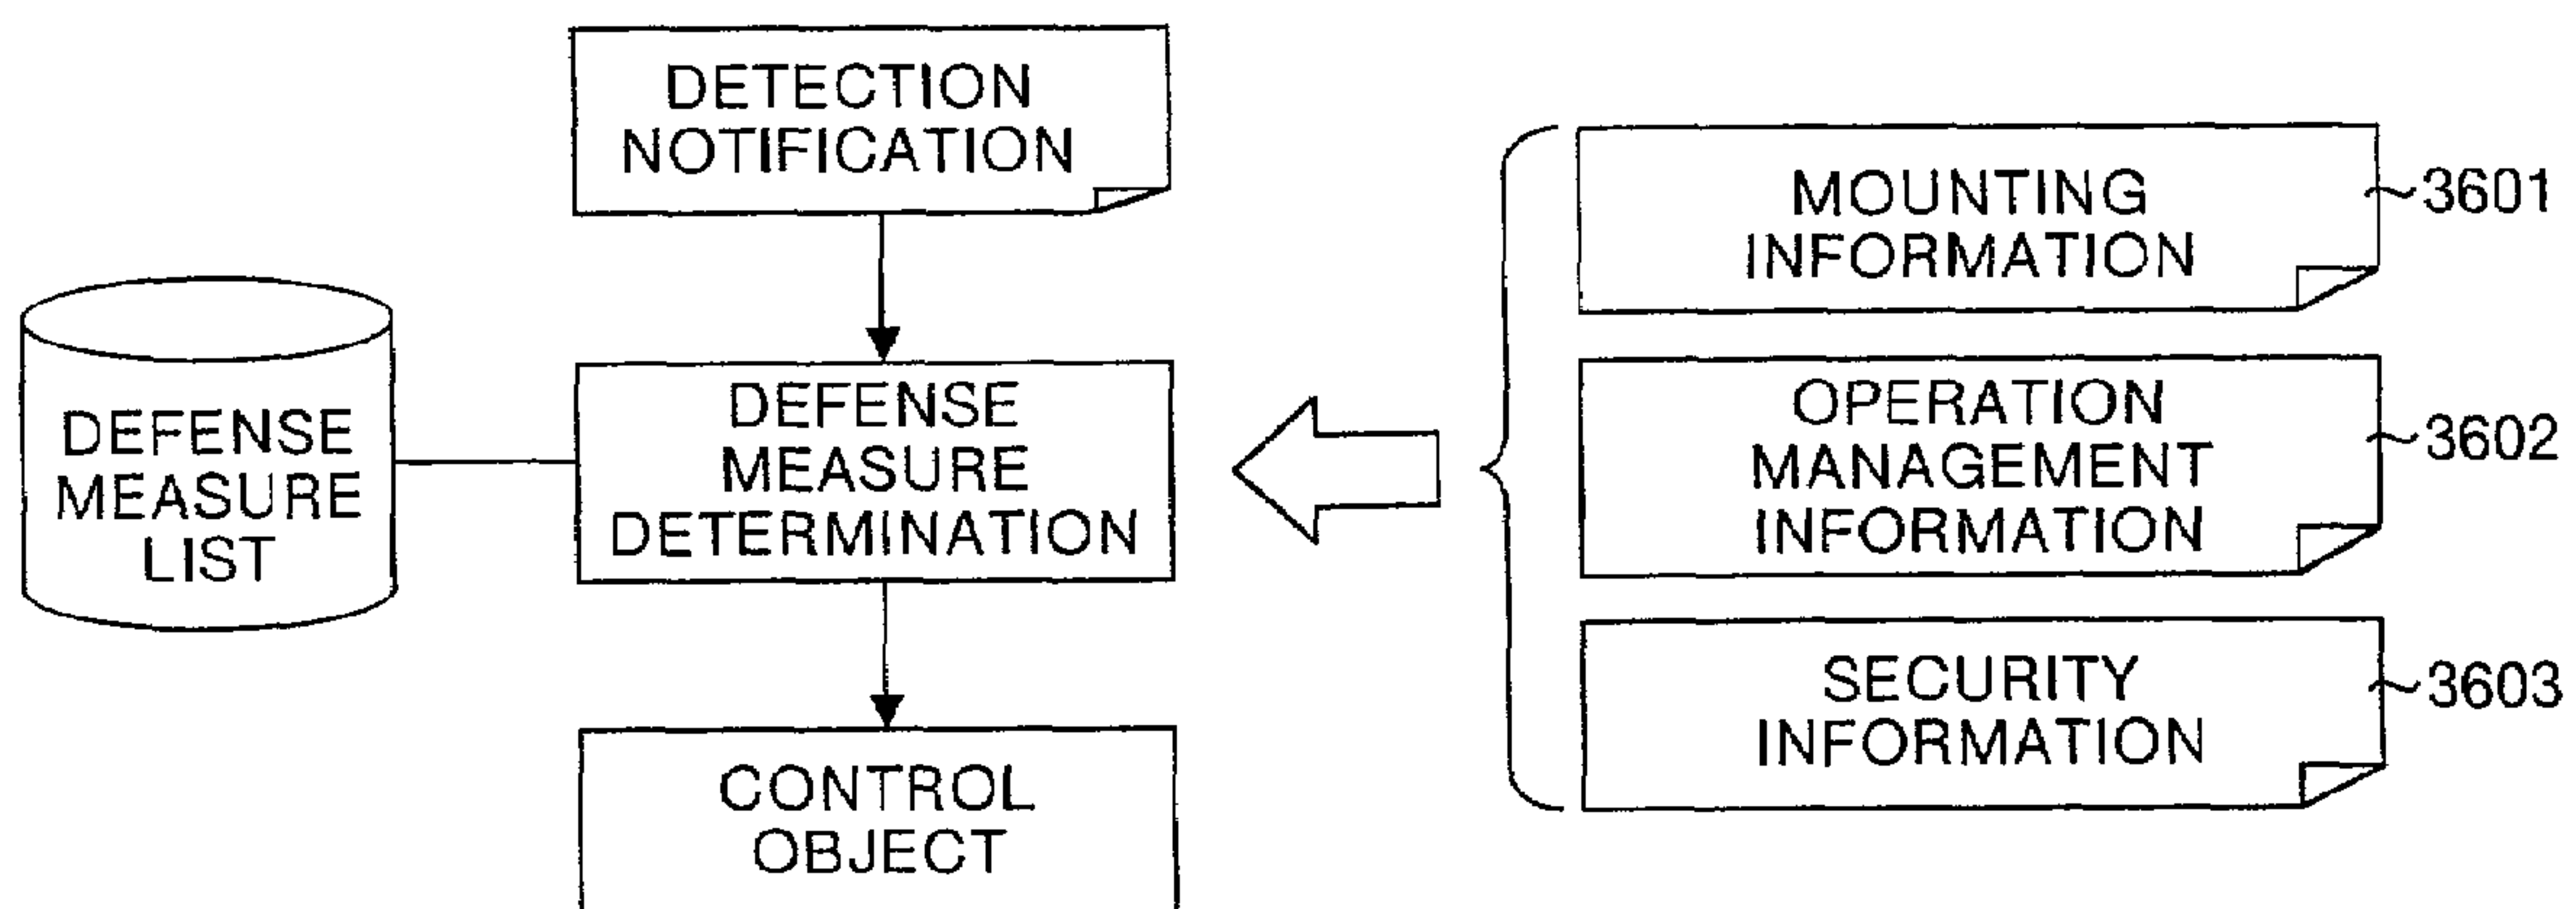 DETECTION
NOTIFICATION
DEFENSE
MEASURE
LIST
DEFENSE
MEASURE
DETERMINATION
CONTROL
OBJECT
MOUNTING
INFORMATION
3601
OPERATION
MANAGEMENT
INFORMATION
3602
SECURITY
INFORMATION
3603